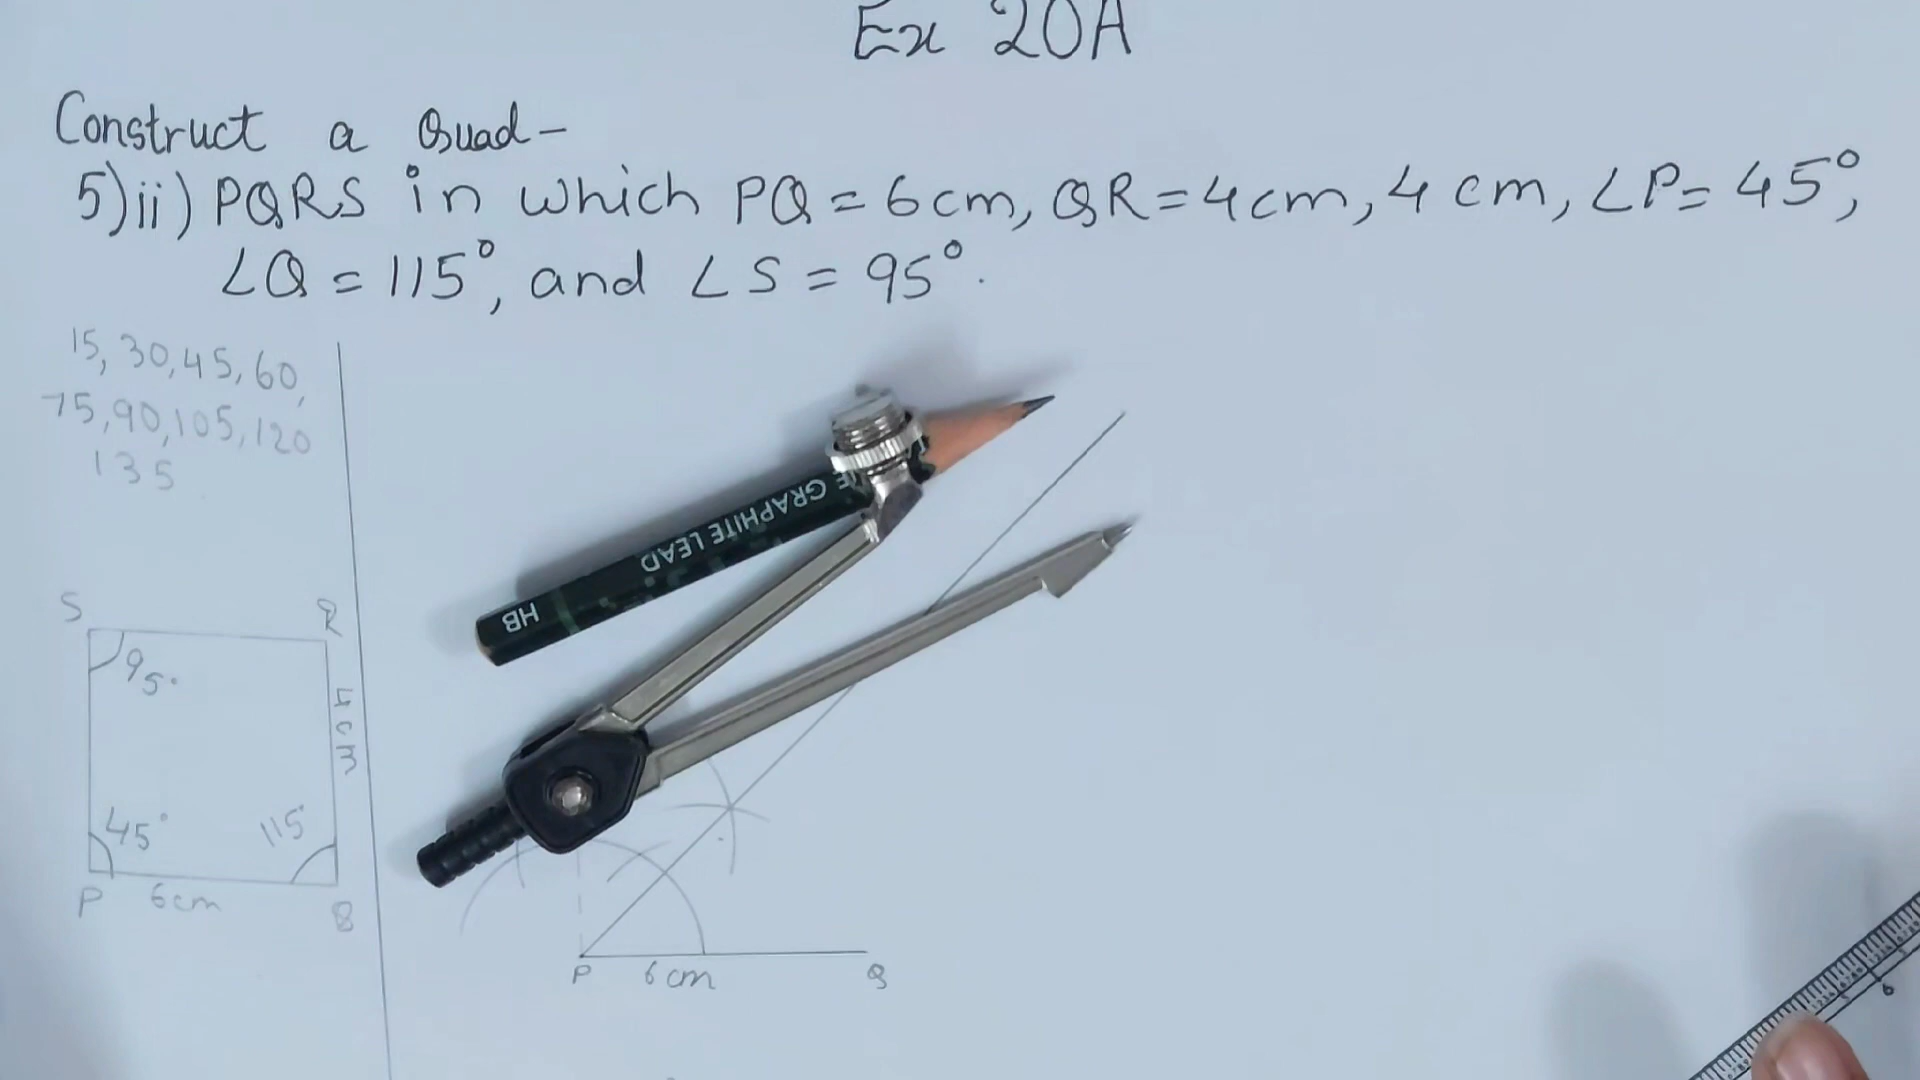 Ex 20A
Construct a Quad-
5)ii) PQRS in which PQ = 6cm, QR = 4cm, 4 cm, ∠P = 45°,
∠Q = 115°, and ∠S = 95°.
15, 30, 45, 60,
75, 90, 105, 120
135
GRAPHITE LEAD
HB
S R
95°
4cm
45° 115°
P 6cm Q
P 6cm Q
6